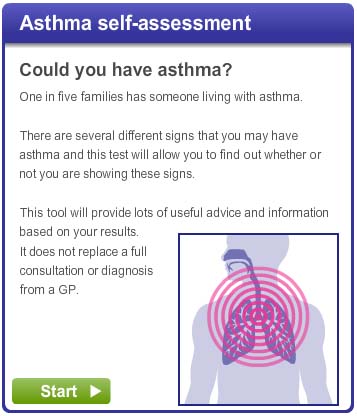 Asthma self-assessment
Could you have asthma?
One in five families has someone living with asthma.
There are several different signs that you may have
asthma and this test will allow you to find out whether or
not you are showing these signs.
This tool will provide lots of useful advice and information
based on your results.
It does not replace a full
consultation or diagnosis
from a GP.
Start